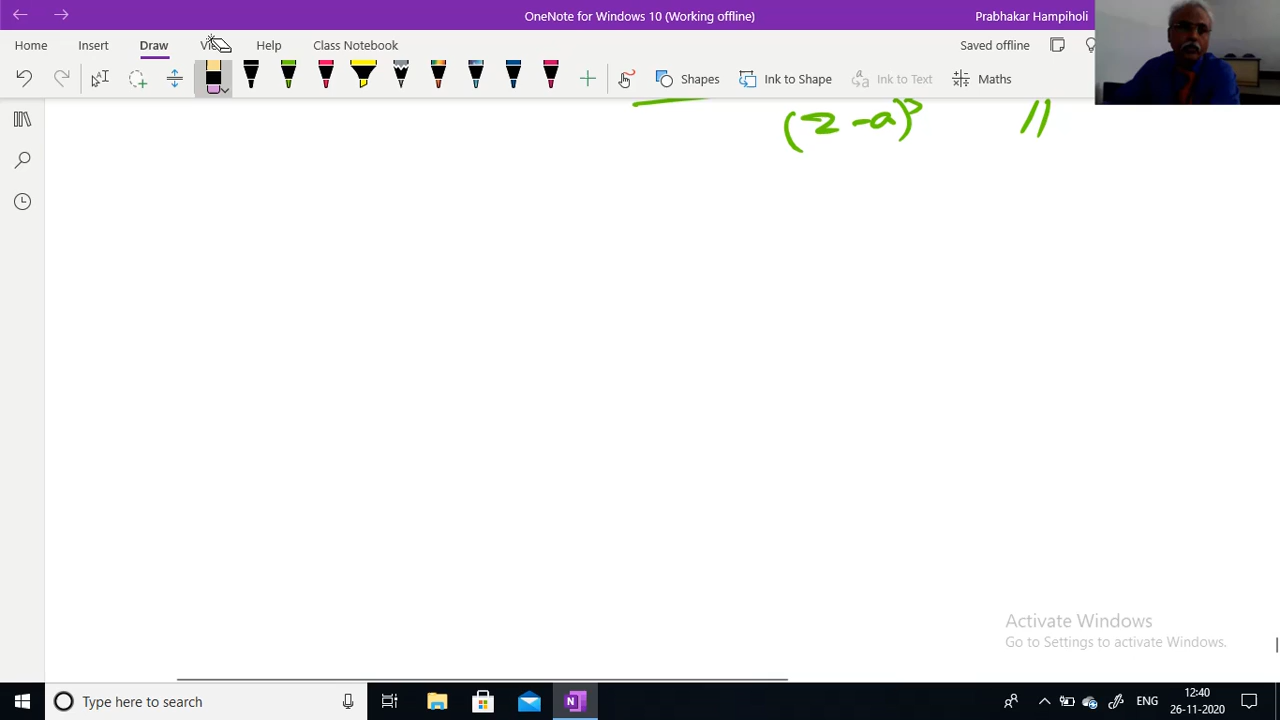 OneNote for Windows 10 (Working offline)
Prabhakar Hampiholi
Home Insert Draw Help Class Notebook Saved offline
Shapes Ink to Shape Ink to Text Maths
(z-a)³ //
Activate Windows
Go to Settings to activate Windows.
Type here to search
N
ENG
12:40
26-11-2020